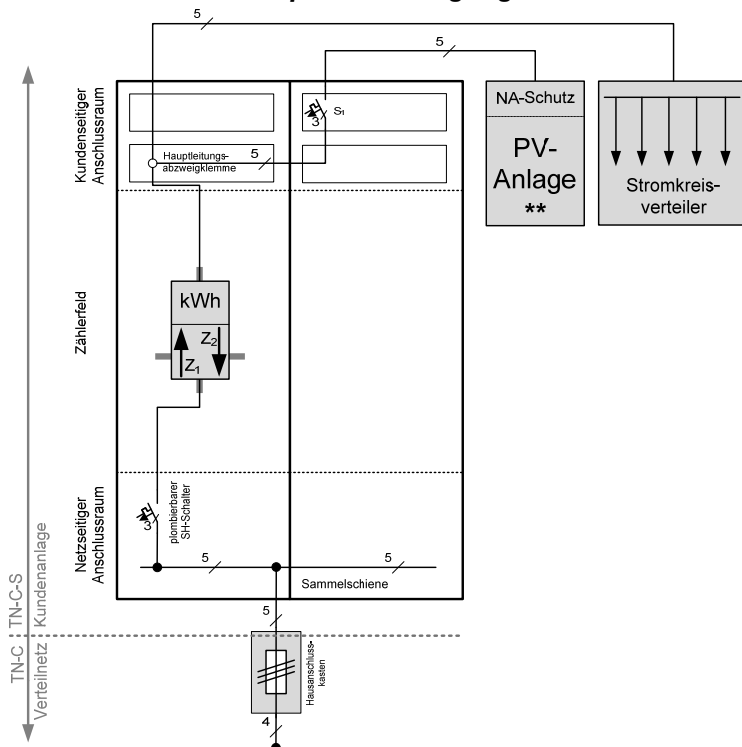 5
5
Kundenseitiger
Anschlussraum
3
S1
Hauptleitungs-
abzweigklemme
5
NA-Schutz
PV-
Anlage
**
Stromkreis-
verteiler
Zählerfeld
kWh
Z1
Z2
Netzseitiger
Anschlussraum
3
plombierbarer
SH-Schalter
5
5
Sammelschiene
5
TN-C-S
Kundenanlage
TN-C
Verteilnetz
Hausanschluss-
kasten
4